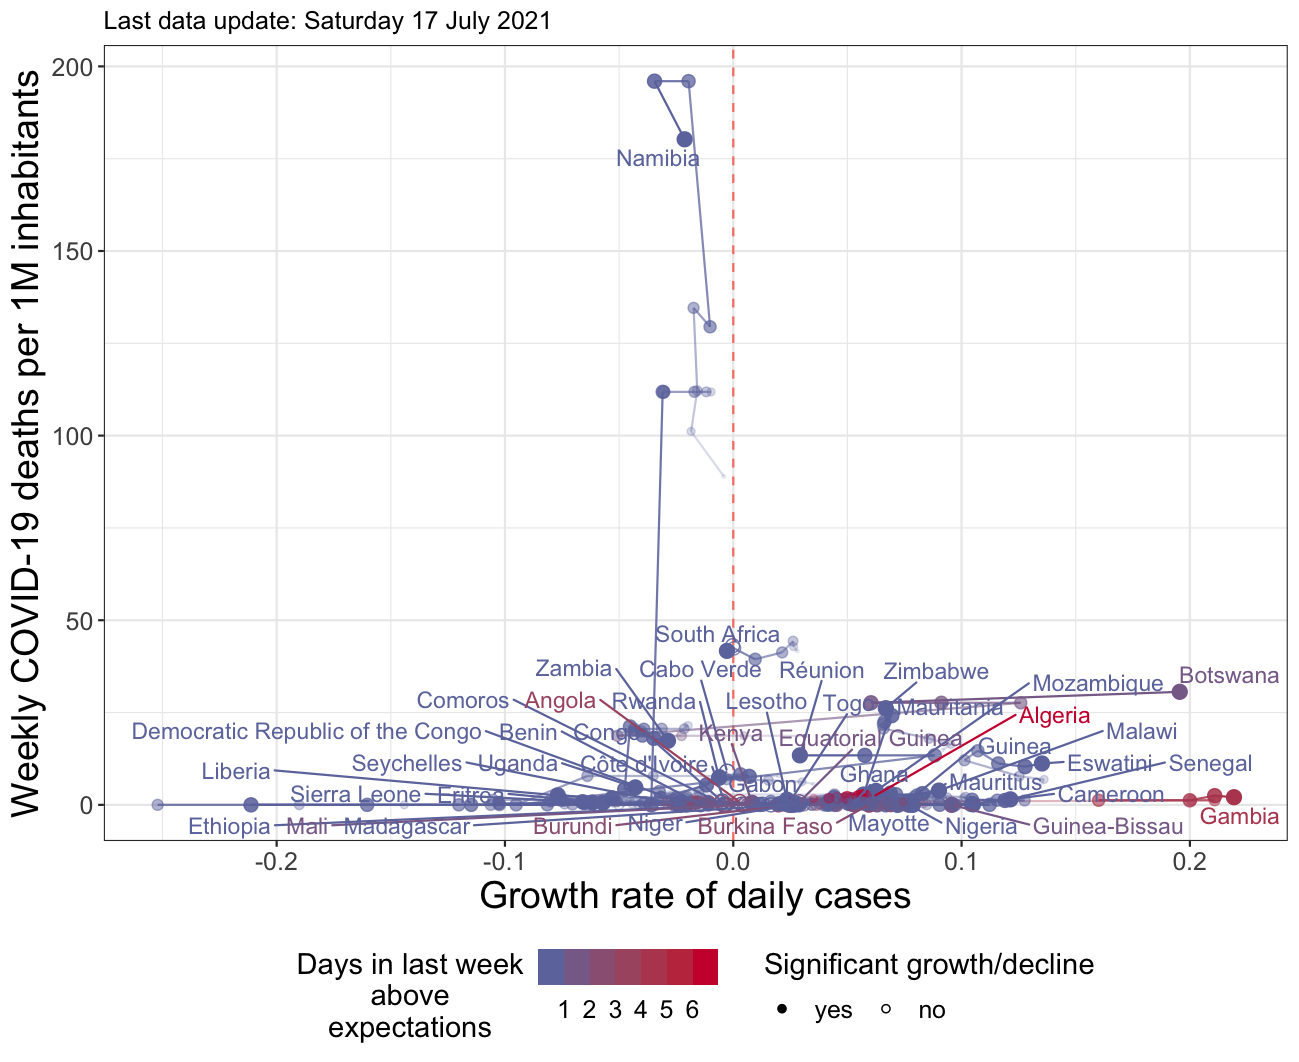 Last data update: Saturday 17 July 2021
Weekly COVID-19 deaths per 1M inhabitants
200
150
100
50
0
Namibia
South Africa
Zambia
Cabo Verde
Réunion
Zimbabwe
Mozambique
Botswana
Comoros
Angola
Rwanda
Lesotho
Togo
Mauritania
Algeria
Democratic Republic of the Congo
Benin
Congo
Kenya
Equatorial Guinea
Guinea
Malawi
Liberia
Seychelles
Uganda
Côte d'Ivoire
Ghana
Eswatini
Senegal
Sierra Leone
Eritrea
Gabon
Mauritius
Cameroon
Ethiopia
Mali
Madagascar
Burundi
Niger
Burkina Faso
Mayotte
Nigeria
Guinea-Bissau
Gambia
-0.2
-0.1
0.0
0.1
0.2
Growth rate of daily cases
Days in last week
above
expectations
1 2 3 4 5 6
Significant growth/decline
yes
no